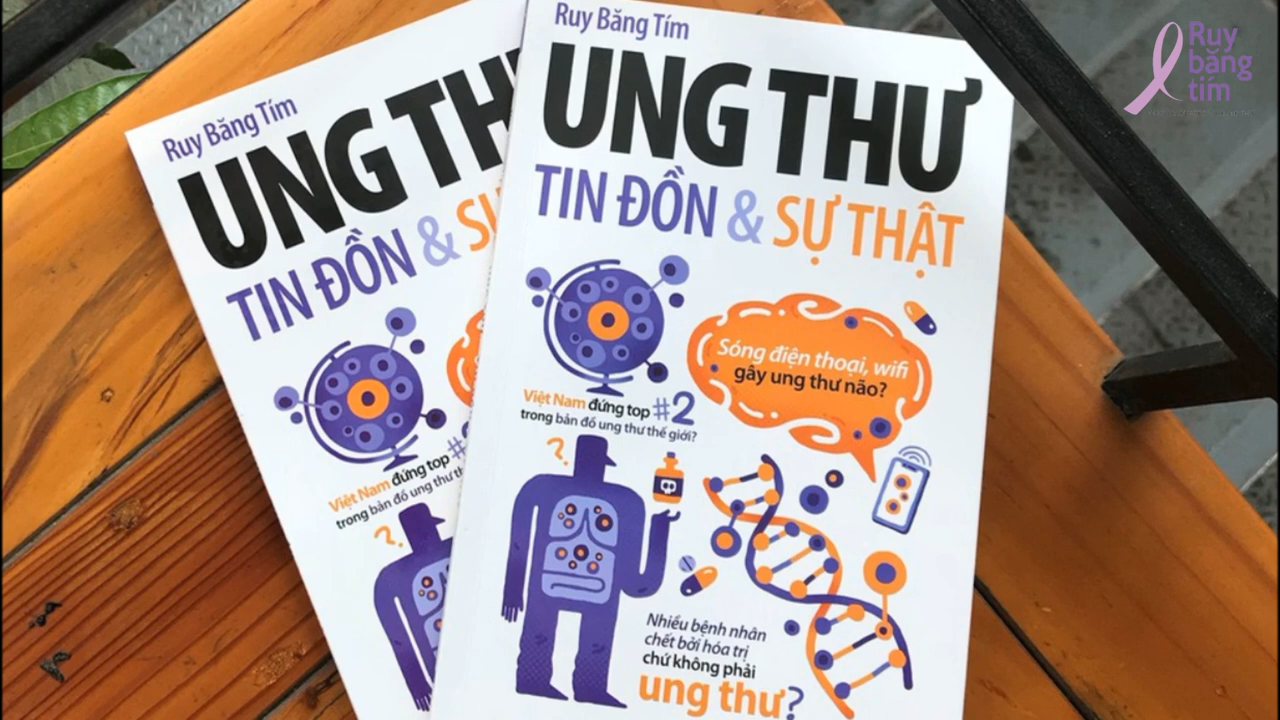 Ruy Băng Tím
UNG THƯ
TIN ĐỒN & SỰ THẬT
Việt Nam đứng top #2
trong bản đồ ung thư thế giới?
Sóng điện thoại, wifi
gây ung thư não?
Nhiều bệnh nhân
chết bởi hóa trị
chứ không phải
ung thư?
Ruy Băng Tím
UNG TH
TIN ĐỒN &
Việt Nam đứng top #
trong bản đồ ung thư th
Ruy
băng
tím